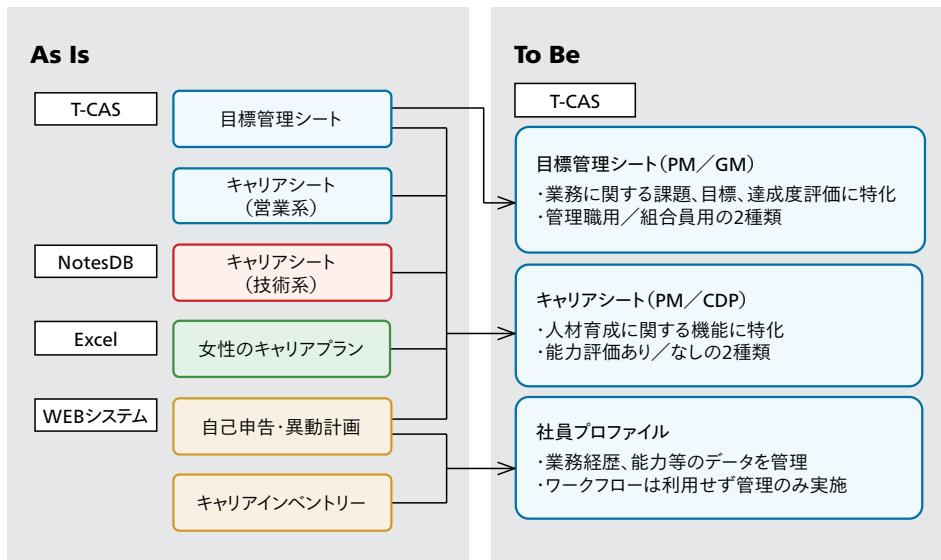 As Is
T-CAS
目標管理シート
キャリアシート
（営業系）
NotesDB
キャリアシート
（技術系）
Excel
女性のキャリアプラン
WEBシステム
自己申告・異動計画
キャリアインベントリー
To Be
T-CAS
目標管理シート（PM／GM）
・業務に関する課題、目標、達成度評価に特化
・管理職用／組合員用の2種類
キャリアシート（PM／CDP）
・人材育成に関する機能に特化
・能力評価あり／なしの2種類
社員プロファイル
・業務経歴、能力等のデータを管理
・ワークフローは利用せず管理のみ実施